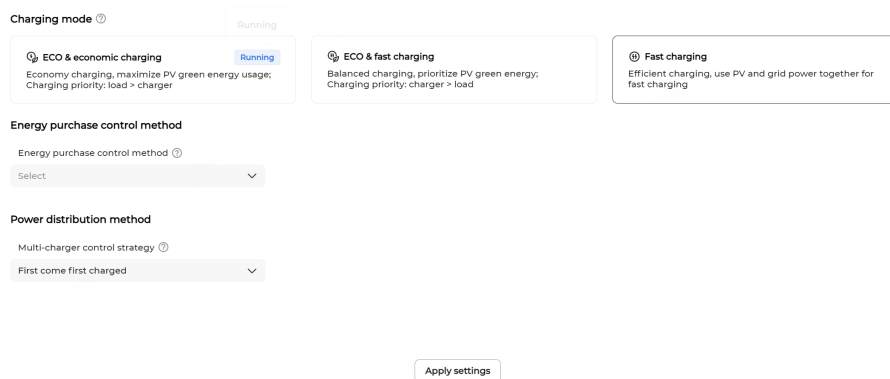 Charging mode
Running
ECO & economic charging
Running
Economy charging, maximize PV green energy usage;
Charging priority: load > charger
ECO & fast charging
Balanced charging, prioritize PV green energy;
Charging priority: charger > load
Fast charging
Efficient charging, use PV and grid power together for
fast charging
Energy purchase control method
Energy purchase control method
Select
Power distribution method
Multi-charger control strategy
First come first charged
Apply settings